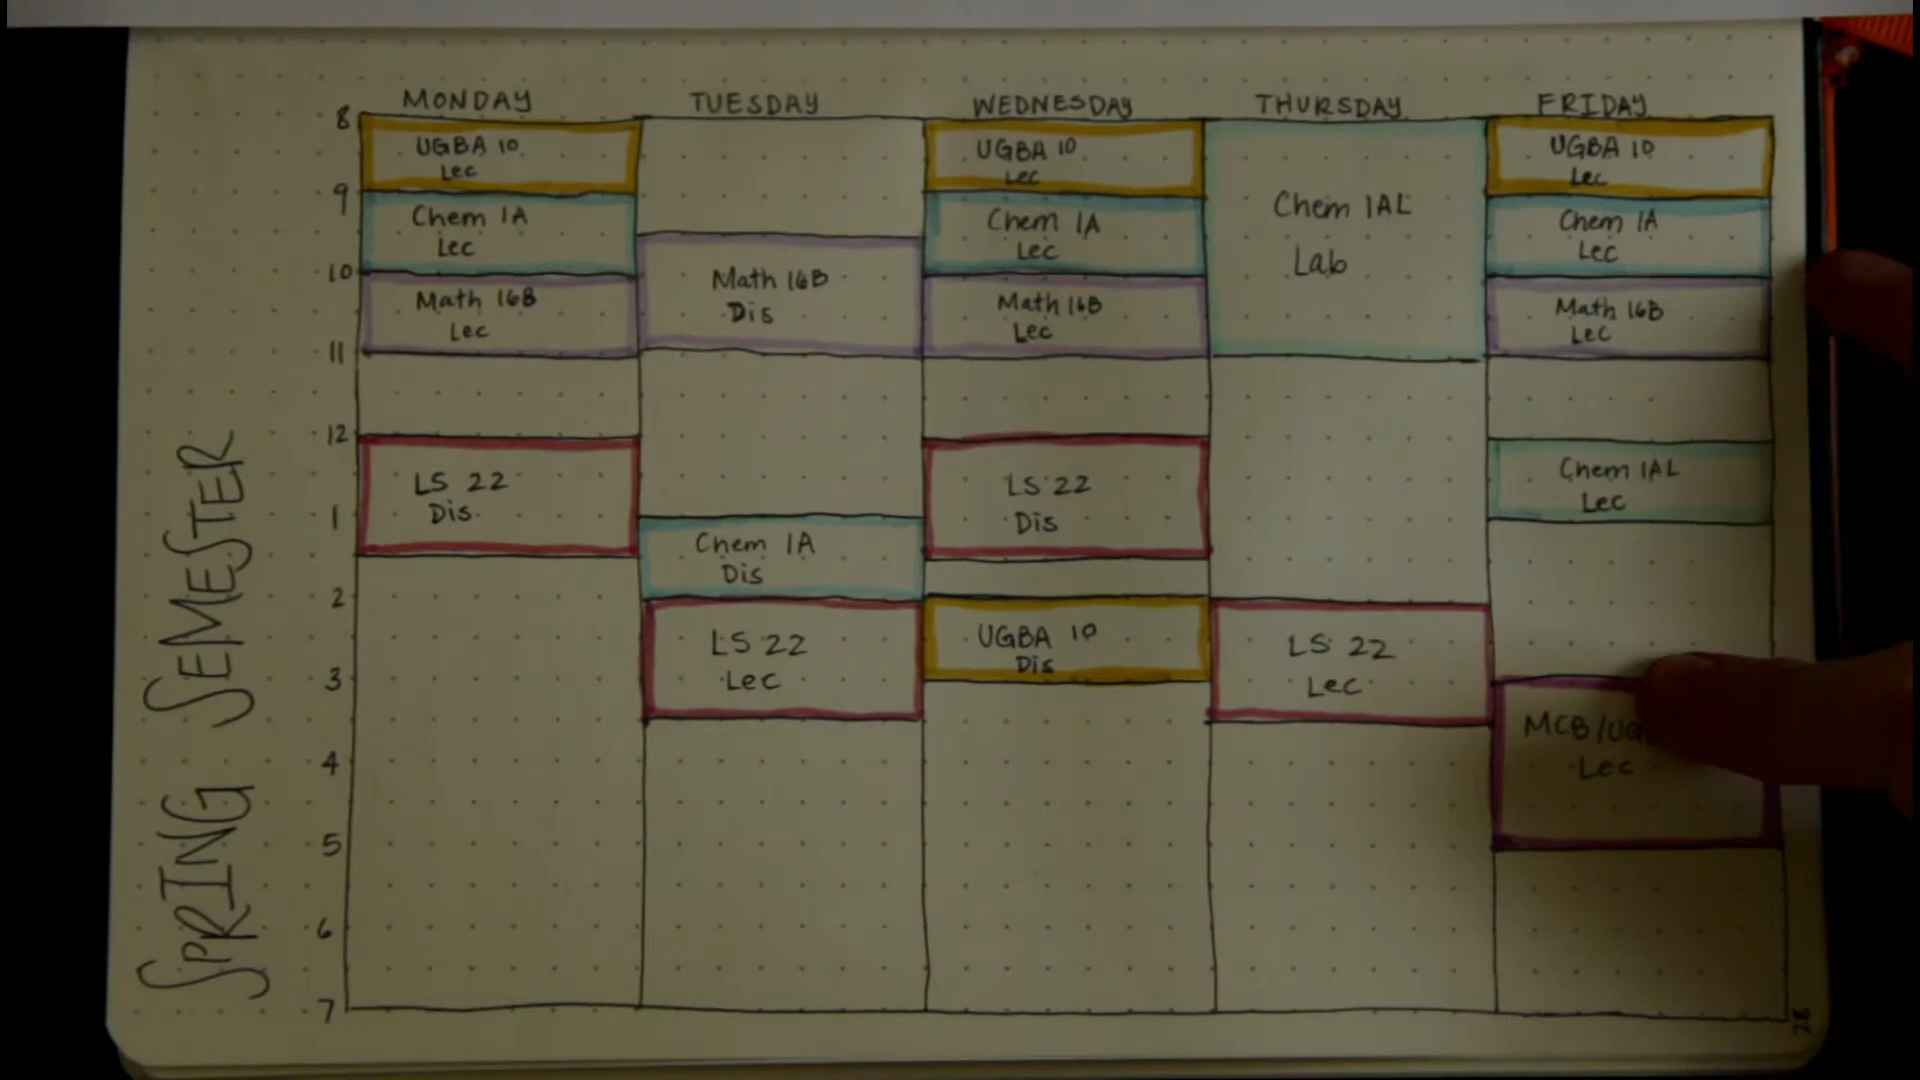 MONDAY TUESDAY WEDNESDAY THURSDAY FRIDAY
8
UGBA 10
Lec
UGBA 10
Lec
UGBA 10
Lec
9
Chem 1A
Lec
Chem 1A
Lec
Chem 1AL
Lab
Chem 1A
Lec
10
Math 16B
Lec
Math 16B
Dis
Math 16B
Lec
Math 16B
Lec
11
12
LS 22
Dis
LS 22
Dis
Chem 1AL
Lec
1
Chem 1A
Dis
2
LS 22
Lec
UGBA 10
Dis
LS 22
Lec
3
MCB/
Lec
4
5
6
7
SPRING SEMESTER
28